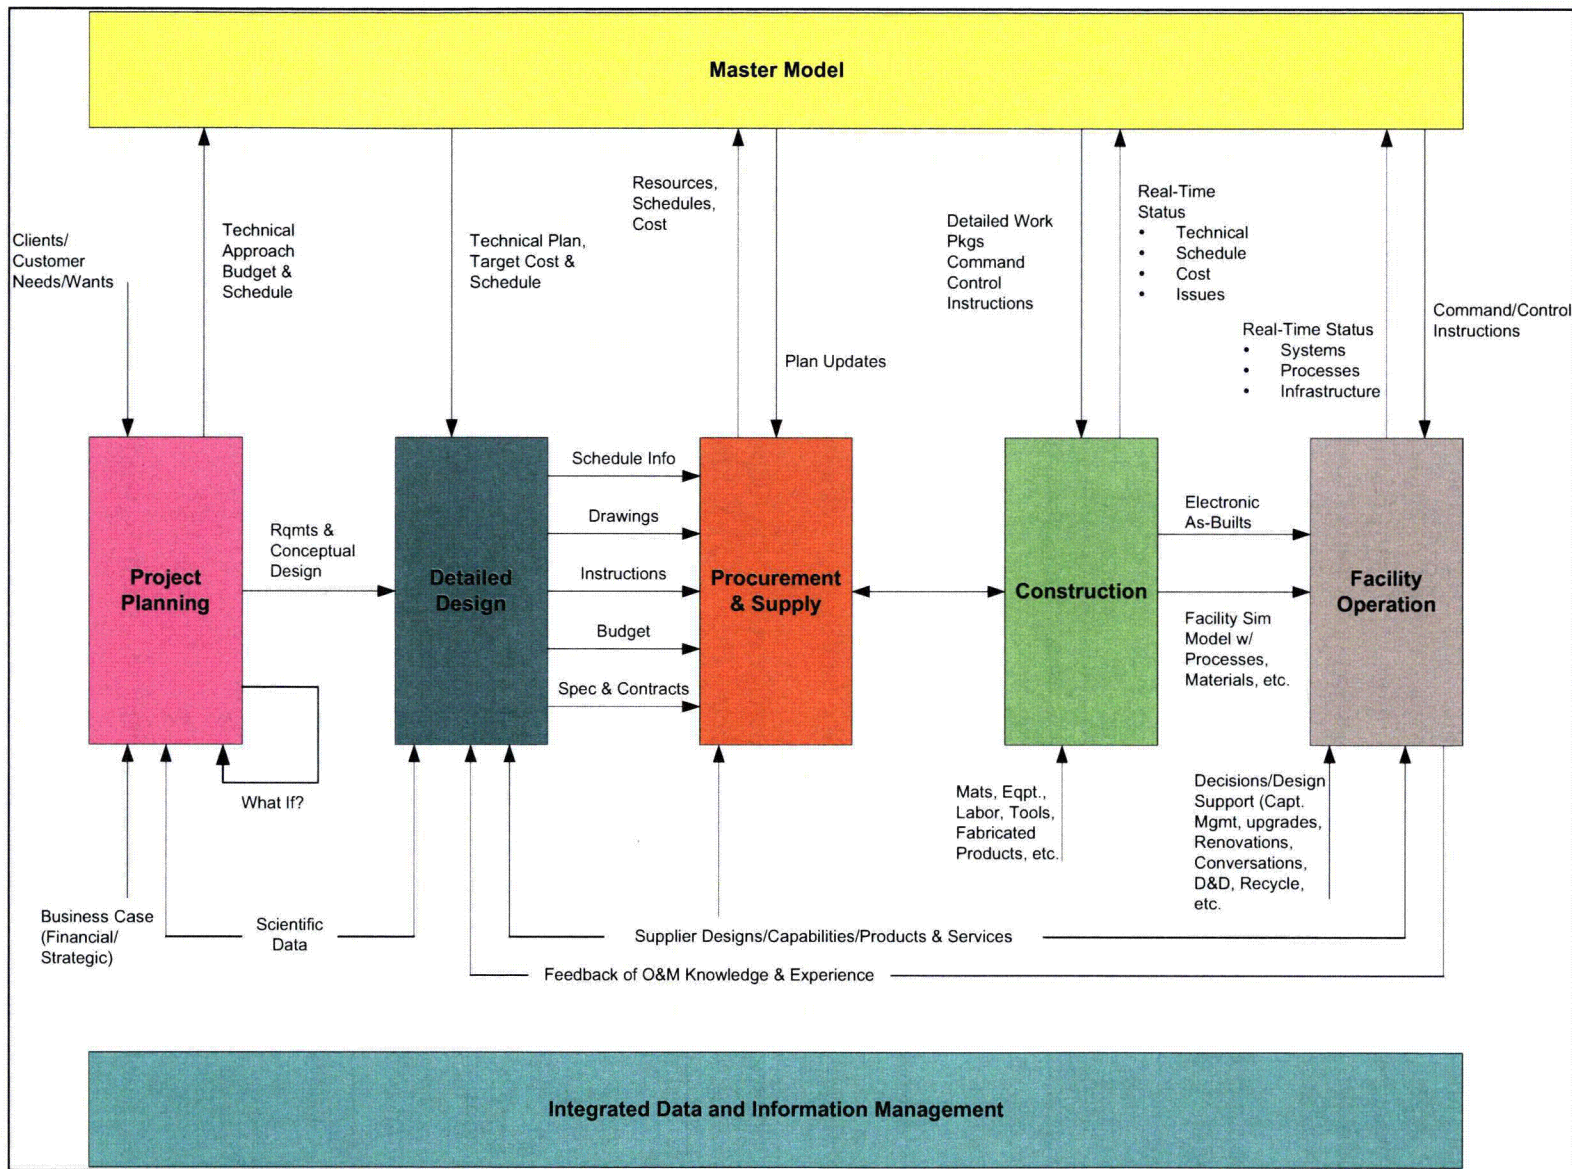 Master Model
Clients/
Customer
Needs/Wants
Technical
Approach
Budget &
Schedule
Technical Plan,
Target Cost &
Schedule
Resources,
Schedules,
Cost
Plan Updates
Detailed Work
Pkgs
Command
Control
Instructions
Real-Time
Status
• Technical
• Schedule
• Cost
• Issues
Real-Time Status
• Systems
• Processes
• Infrastructure
Command/Control
Instructions
Project
Planning
Rqmts &
Conceptual
Design
Detailed
Design
Schedule Info
Drawings
Instructions
Budget
Spec & Contracts
Procurement
& Supply
Construction
Electronic
As-Builts
Facility Sim
Model w/
Processes,
Materials, etc.
Facility
Operation
What If?
Business Case
(Financial/
Strategic)
Scientific
Data
Mats, Eqpt.,
Labor, Tools,
Fabricated
Products, etc.
Decisions/Design
Support (Capt.
Mgmt, upgrades,
Renovations,
Conversations,
D&D, Recycle,
etc.
Supplier Designs/Capabilities/Products & Services
Feedback of O&M Knowledge & Experience
Integrated Data and Information Management